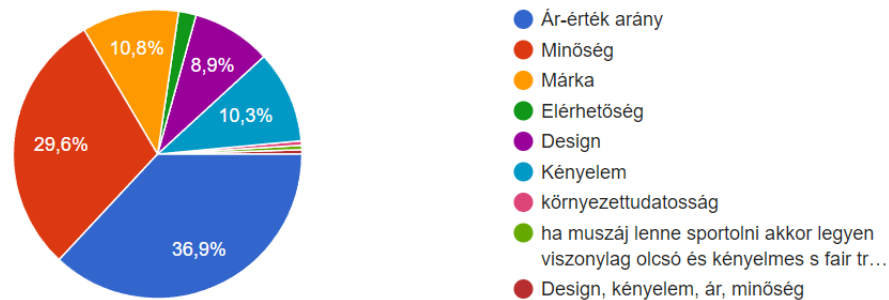 10,8%
8,9%
10,3%
29,6%
36,9%
Ár-érték arány
Minőség
Márka
Elérhetőség
Design
Kényelem
környezettudatosság
ha muszáj lenne sportolni akkor legyen
viszonylag olcsó és kényelmes s fair tr…
Design, kényelem, ár, minőség